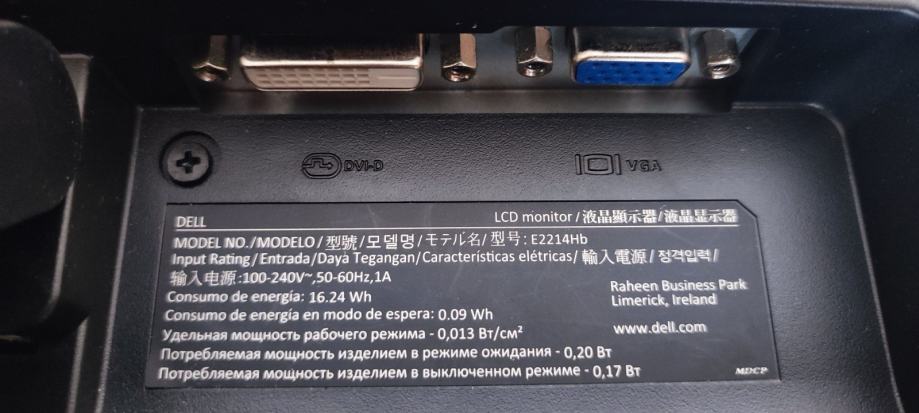 DVI-D
VGA
DELL
LCD monitor/液晶顯示器/液晶显示器
MODEL NO./MODELO/型號/모델명/モデル名/型号: E2214Hb
Input Rating/Entrada/Daya Tegangan/Características elétricas/輸入電源/정격입력/
输入电源:100-240V~,50-60Hz,1A
Consumo de energía: 16.24 Wh
Consumo de energía en modo de espera: 0.09 Wh
Raheen Business Park
Limerick, Ireland
www.dell.com
Удельная мощность рабочего режима - 0,013 Вт/см²
Потребляемая мощность изделием в режиме ожидания - 0,20 Вт
Потребляемая мощность изделием в выключенном режиме - 0,17 Вт
MDCP